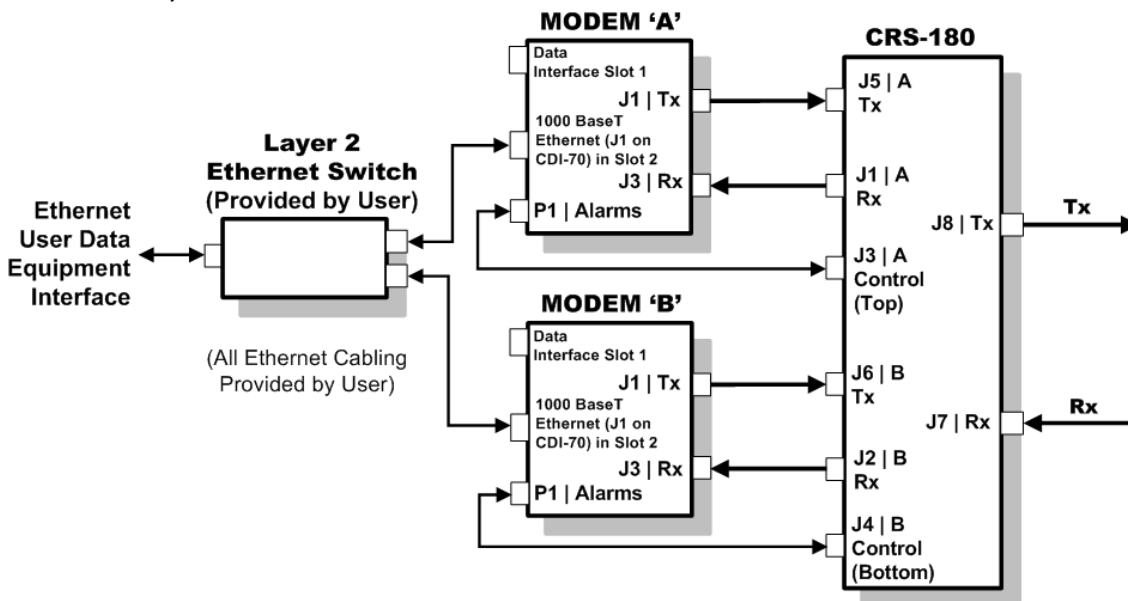 MODEM ‘A’
Data
Interface Slot 1
J1 | Tx
1000 BaseT
Ethernet (J1 on
CDI-70) in Slot 2
J3 | Rx
P1 | Alarms
CRS-180
J5 | A
Tx
J1 | A
Rx
J3 | A
Control
(Top)
J6 | B
Tx
J2 | B
Rx
J4 | B
Control
(Bottom)
J8 | Tx
J7 | Rx
Tx
Rx
Layer 2
Ethernet Switch
(Provided by User)
Ethernet
User Data
Equipment
Interface
(All Ethernet Cabling
Provided by User)
MODEM ‘B’
Data
Interface Slot 1
J1 | Tx
1000 BaseT
Ethernet (J1 on
CDI-70) in Slot 2
J3 | Rx
P1 | Alarms